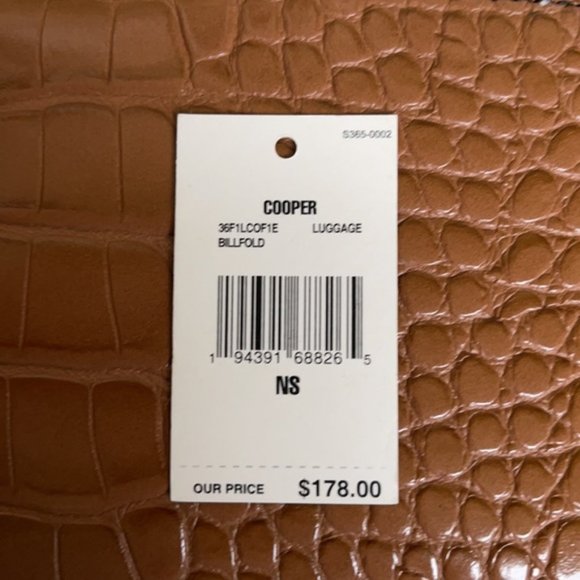 S365-0002
COOPER
36F1LCOF1E LUGGAGE
BILLFOLD
1 94391 68826 5
NS
OUR PRICE $178.00